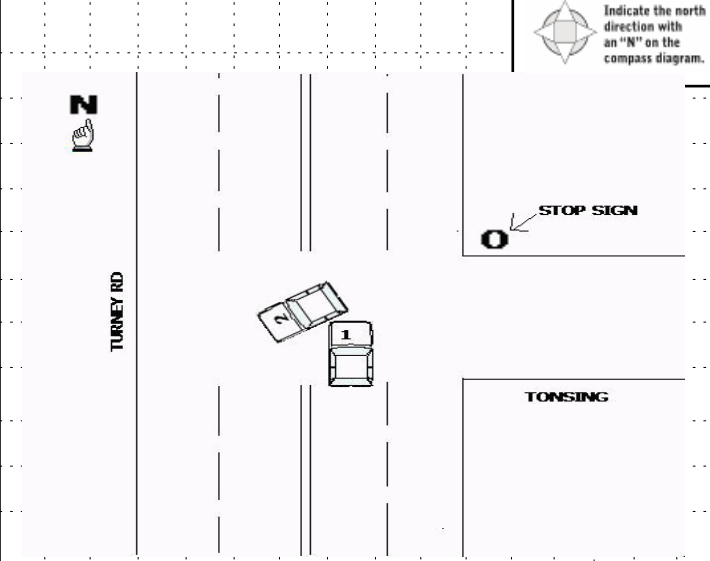 Indicate the north
direction with
an "N" on the
compass diagram.
N
STOP SIGN
O
TURNEY RD
2
1
TONSING